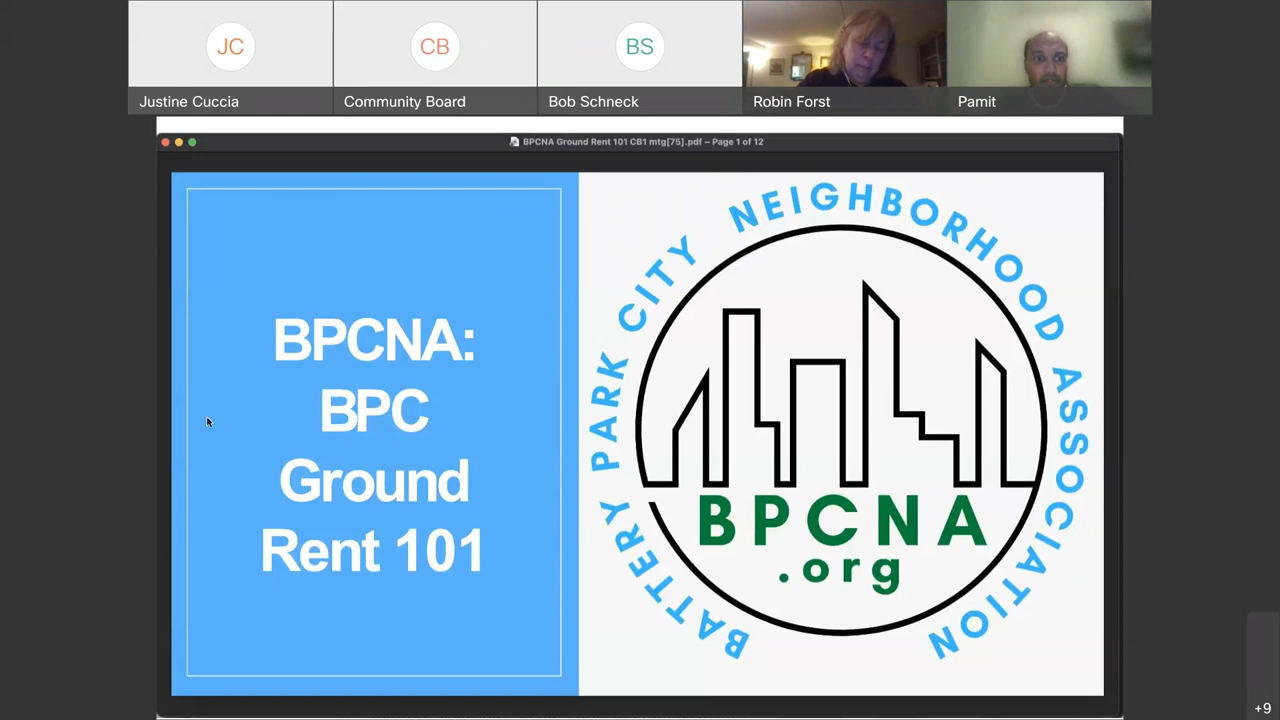 JC
CB
BS
Justine Cuccia
Community Board
Bob Schneck
Robin Forst
Pamit
BPCNA Ground Rent 101 CB1 mtg[75].pdf – Page 1 of 12
BPCNA:
BPC
Ground
Rent 101
BATTERY PARK CITY NEIGHBORHOOD ASSOCIATION
BPCNA
.org
+9